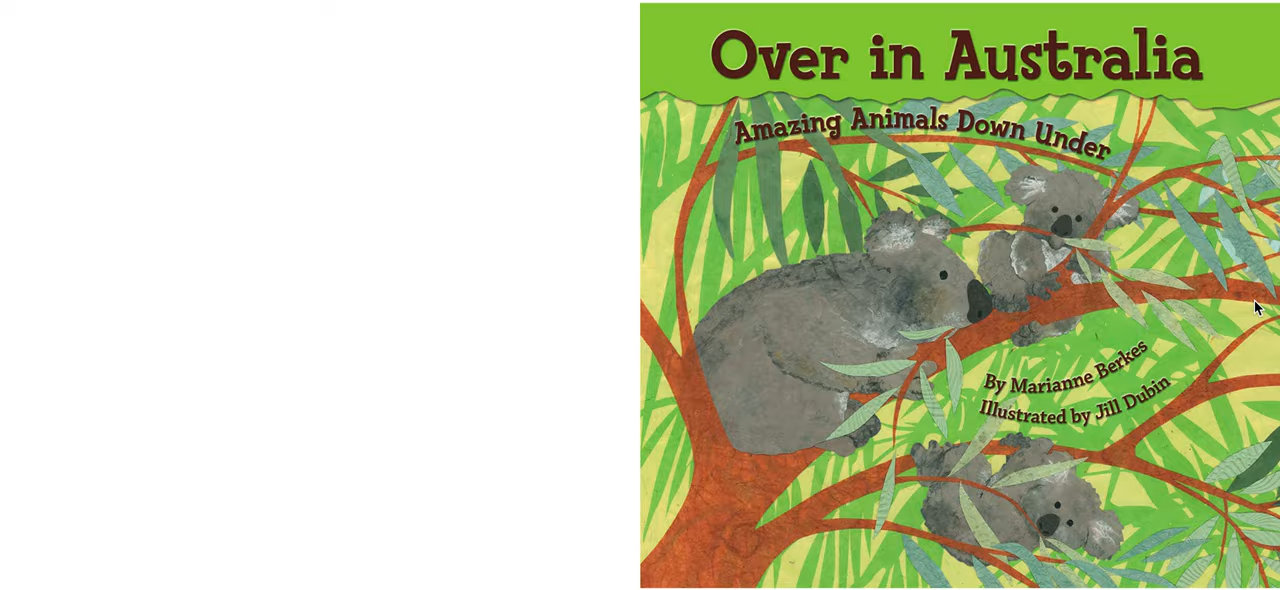 Over in Australia
Amazing Animals Down Under
By Marianne Berkes
Illustrated by Jill Dubin